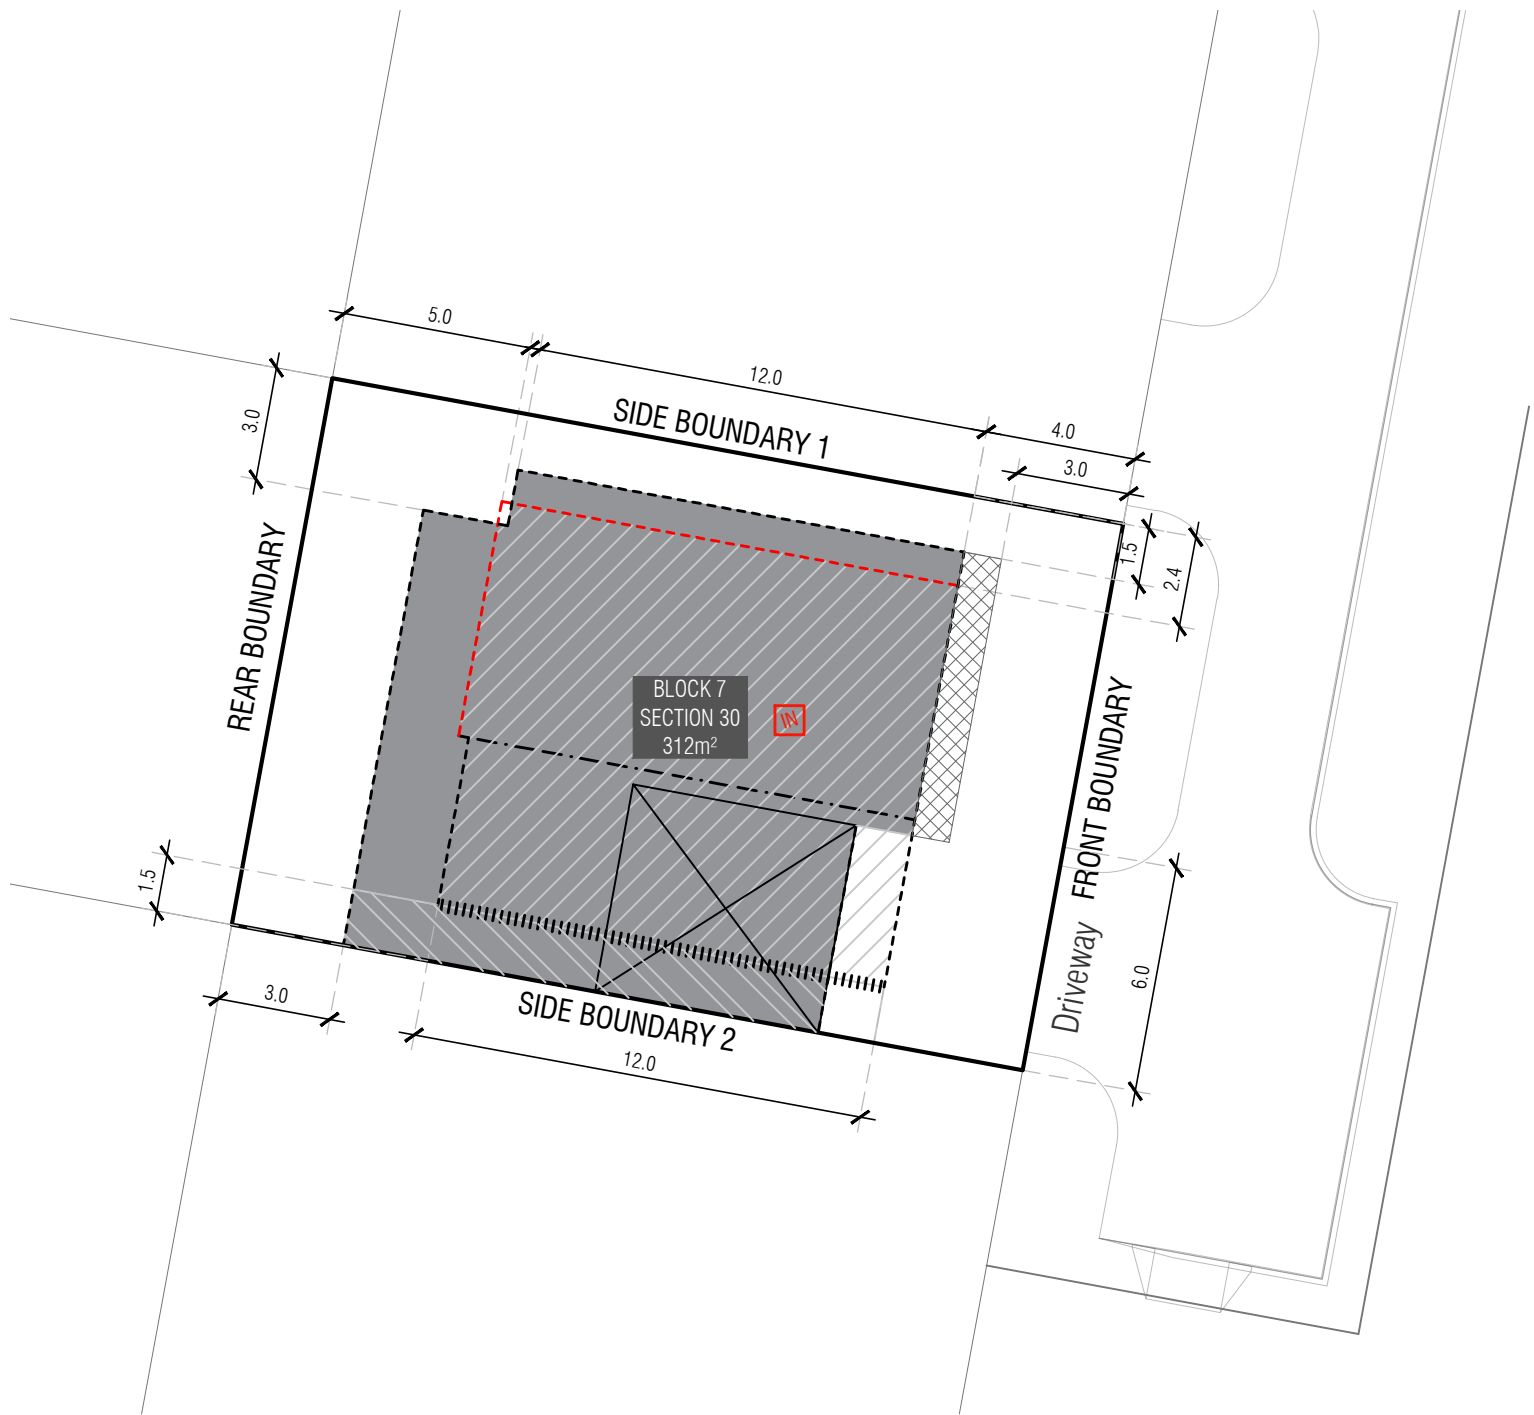 5.0
12.0
4.0
3.0
3.0
SIDE BOUNDARY 1
1.5
2.4
REAR BOUNDARY
BLOCK 7
SECTION 30
312m²
IN
FRONT BOUNDARY
1.5
Driveway
6.0
3.0
SIDE BOUNDARY 2
12.0